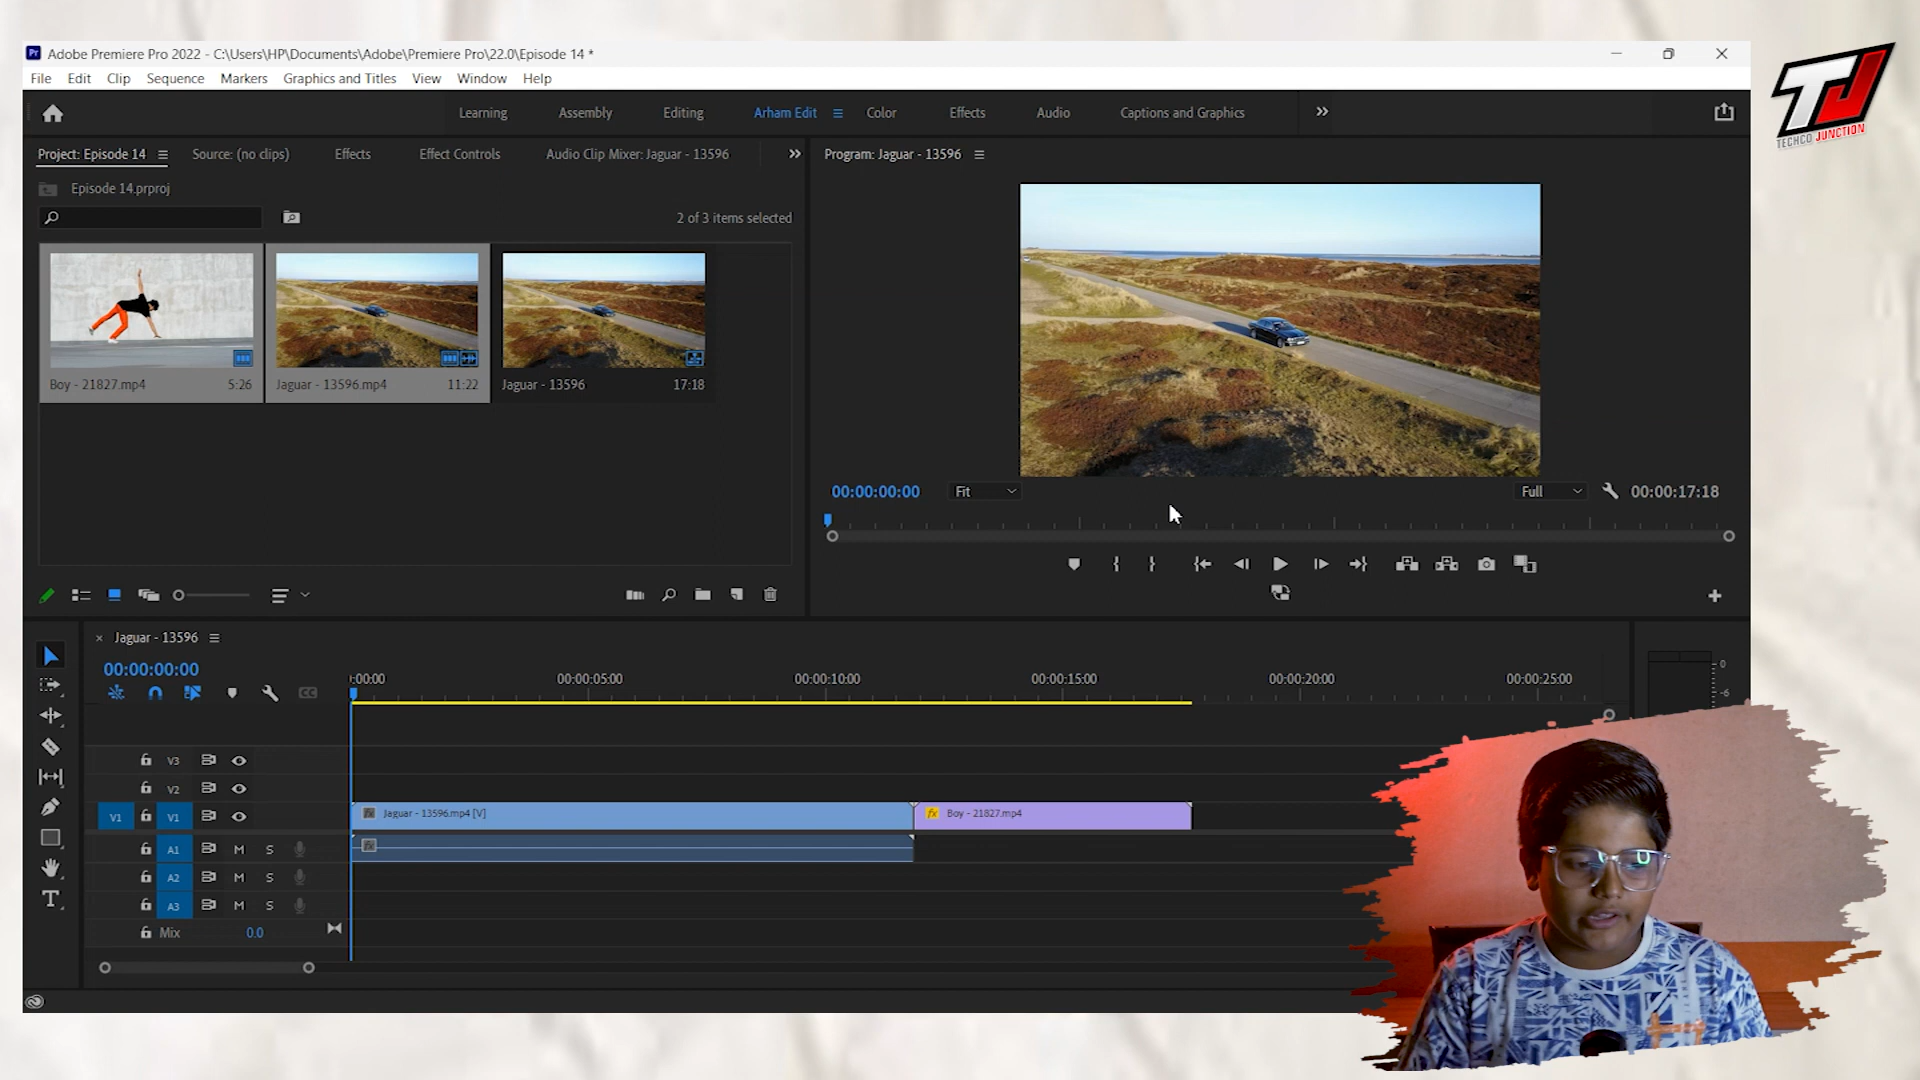 Pr Adobe Premiere Pro 2022 - C:\Users\HP\Documents\Adobe\Premiere Pro\22.0\Episode 14 *
File Edit Clip Sequence Markers Graphics and Titles View Window Help
Learning Assembly Editing Arham Edit Color Effects Audio Captions and Graphics
TJ
TECHCO JUNCTION
Project: Episode 14 Source: (no clips) Effects Effect Controls Audio Clip Mixer: Jaguar - 13596
Program: Jaguar - 13596
Episode 14.prproj
2 of 3 items selected
Boy - 21827.mp4 5:26
Jaguar - 13596.mp4 11:22
Jaguar - 13596 17:18
00:00:00:00 Fit Full 00:00:17:18
Jaguar - 13596
00:00:00:00
:00:00 00:00:05:00 00:00:10:00 00:00:15:00 00:00:20:00 00:00:25:00
0
-6
V3
V2
V1 V1
Jaguar - 13596.mp4 [V]
fx Boy - 21827.mp4
A1 M S
A2 M S
A3 M S
Mix 0.0